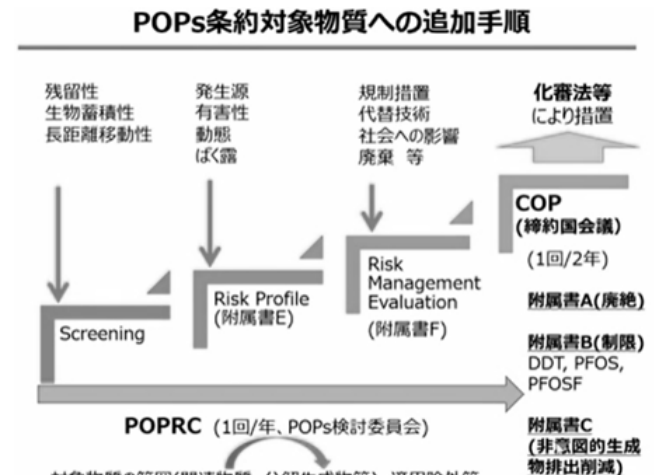 POPs条約対象物質への追加手順
残留性
生物蓄積性
長距離移動性
発生源
有害性
動態
ばく露
規制措置
代替技術
社会への影響
廃棄 等
化審法等
により措置
Screening
Risk Profile
(附属書E)
Risk
Management
Evaluation
(附属書F)
COP
(締約国会議)
(1回/2年)
附属書A(廃絶)
附属書B(制限)
DDT, PFOS,
PFOSF
附属書C
(非意図的生成
物排出削減)
POPRC (1回/年、POPs検討委員会)